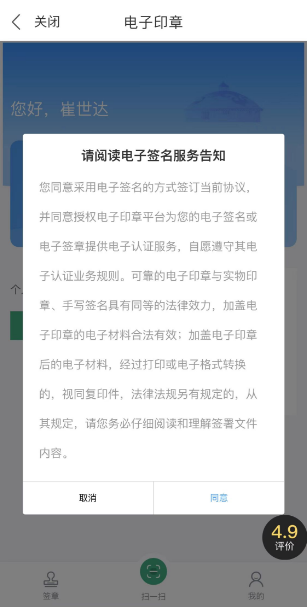 关闭
电子印章
您好，崔世达
请阅读电子签名服务告知
您同意采用电子签名的方式签订当前协议，
并同意授权电子印章平台为您的电子签名或
电子签章提供电子认证服务，自愿遵守其电
子认证业务规则。可靠的电子印章与实物印
章、手写签名具有同等的法律效力，加盖电
子印章的电子材料合法有效；加盖电子印章
后的电子材料，经过打印或电子格式转换
的，视同复印件，法律法规另有规定的，从
其规定，请您务必仔细阅读和理解签署文件
内容。
个
取消
同意
4.9
评价
签章
扫一扫
我的